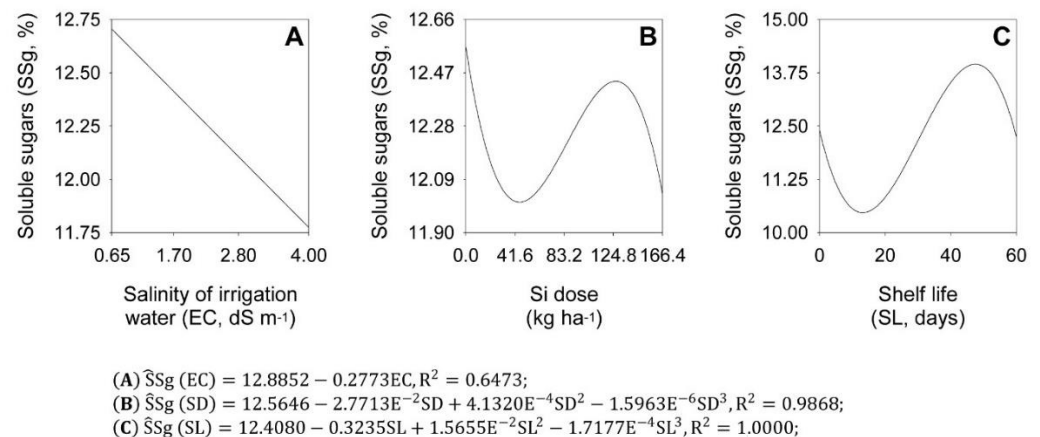 A
B
C
Soluble sugars (SSg, %)
12.75
12.50
12.25
12.00
11.75
0.65 1.70 2.80 4.00
Salinity of irrigation
water (EC, dS m-1)
Soluble sugars (SSg, %)
12.66
12.47
12.28
12.09
11.90
0.0 41.6 83.2 124.8 166.4
Si dose
(kg ha-1)
Soluble sugars (SSg, %)
15.00
13.75
12.50
11.25
10.00
0 20 40 60
Shelf life
(SL, days)
(A) ŜSg (EC) = 12.8852 − 0.2773EC, R² = 0.6473;
(B) ŜSg (SD) = 12.5646 − 2.7713E⁻²SD + 4.1320E⁻⁴SD² − 1.5963E⁻⁶SD³, R² = 0.9868;
(C) ŜSg (SL) = 12.4080 − 0.3235SL + 1.5655E⁻²SL² − 1.7177E⁻⁴SL³, R² = 1.0000;